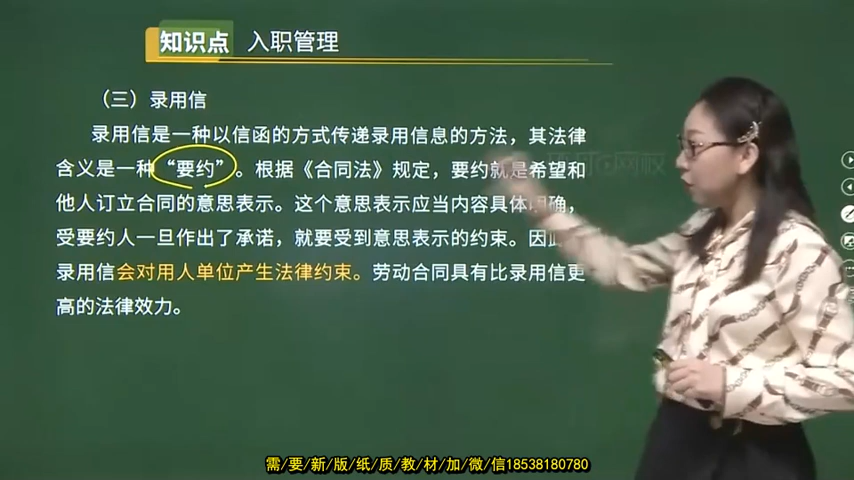 知识点 入职管理
（三）录用信
录用信是一种以信函的方式传递录用信息的方法，其法律
含义是一种“要约”。根据《合同法》规定，要约就是希望和
他人订立合同的意思表示。这个意思表示应当内容具体明确，
受要约人一旦作出了承诺，就要受到意思表示的约束。因此
录用信会对用人单位产生法律约束。劳动合同具有比录用信更
高的法律效力。
需/要/新/版/纸/质/教/材/加/微/信18538180780